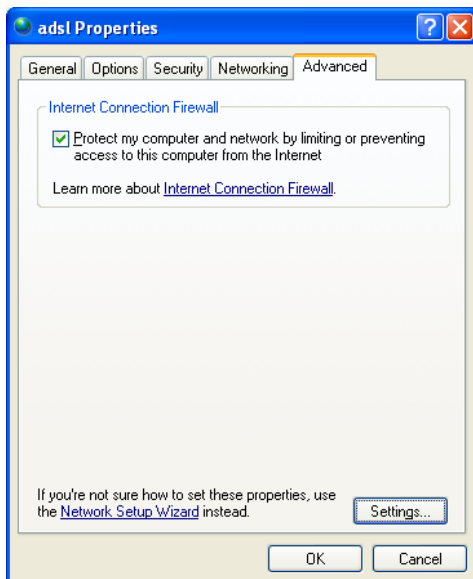 adsl Properties
General Options Security Networking Advanced
Internet Connection Firewall
Protect my computer and network by limiting or preventing
access to this computer from the Internet
Learn more about Internet Connection Firewall.
If you're not sure how to set these properties, use
the Network Setup Wizard instead.
Settings...
OK Cancel